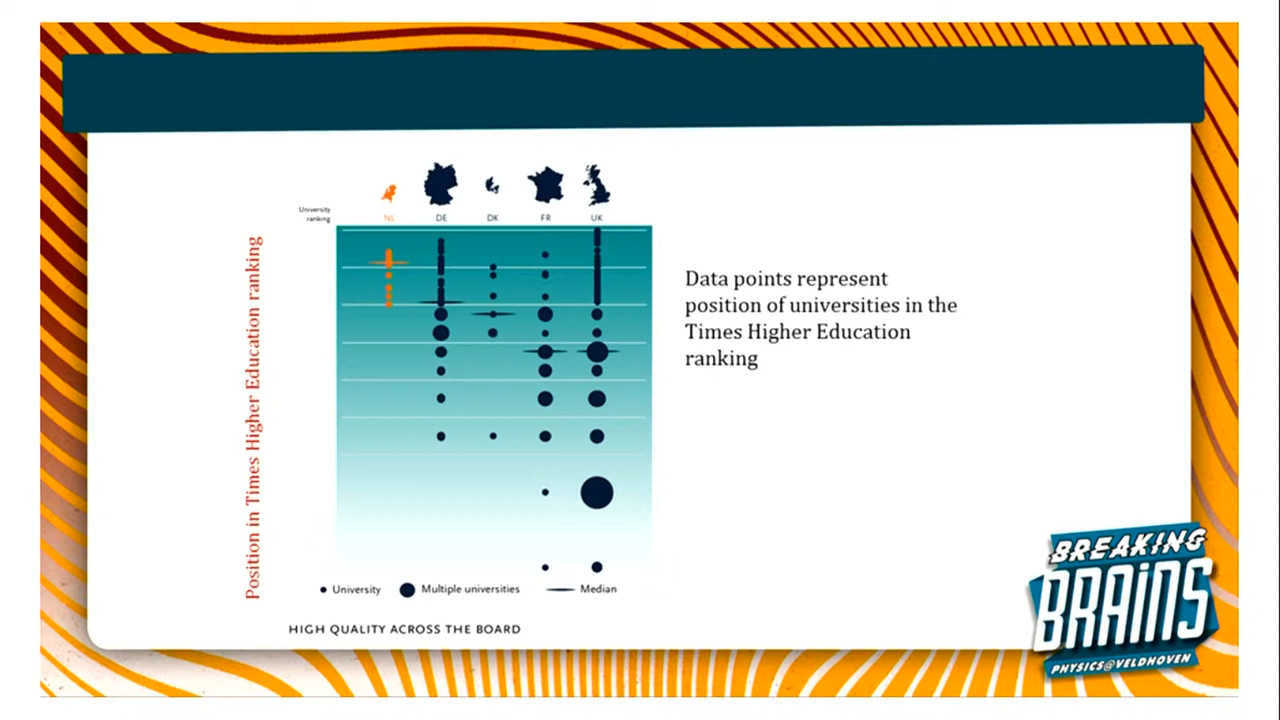 University
ranking
NL DE DK FR UK
Position in Times Higher Education ranking
Data points represent
position of universities in the
Times Higher Education
ranking
University Multiple universities Median
HIGH QUALITY ACROSS THE BOARD
BREAKING
BRAINS
PHYSICS@VELDHOVEN